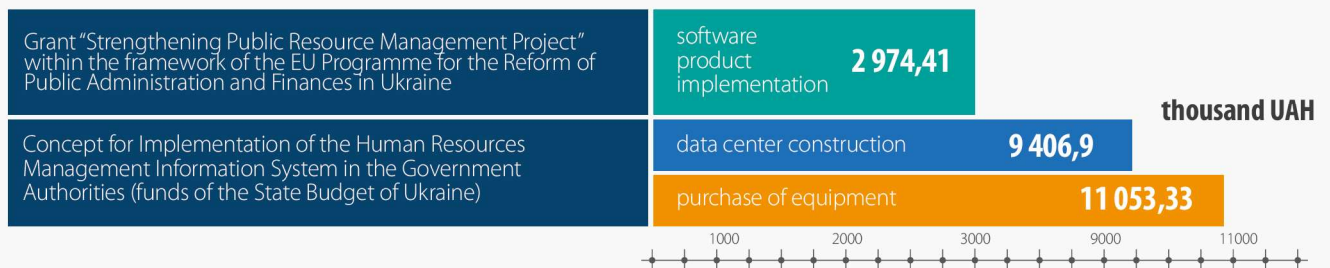 Grant “Strengthening Public Resource Management Project”
within the framework of the EU Programme for the Reform of
Public Administration and Finances in Ukraine
software
product
implementation
2 974,41
thousand UAH
Concept for Implementation of the Human Resources
Management Information System in the Government
Authorities (funds of the State Budget of Ukraine)
data center construction 9 406,9
purchase of equipment 11 053,33
1000 2000 3000 9000 11000